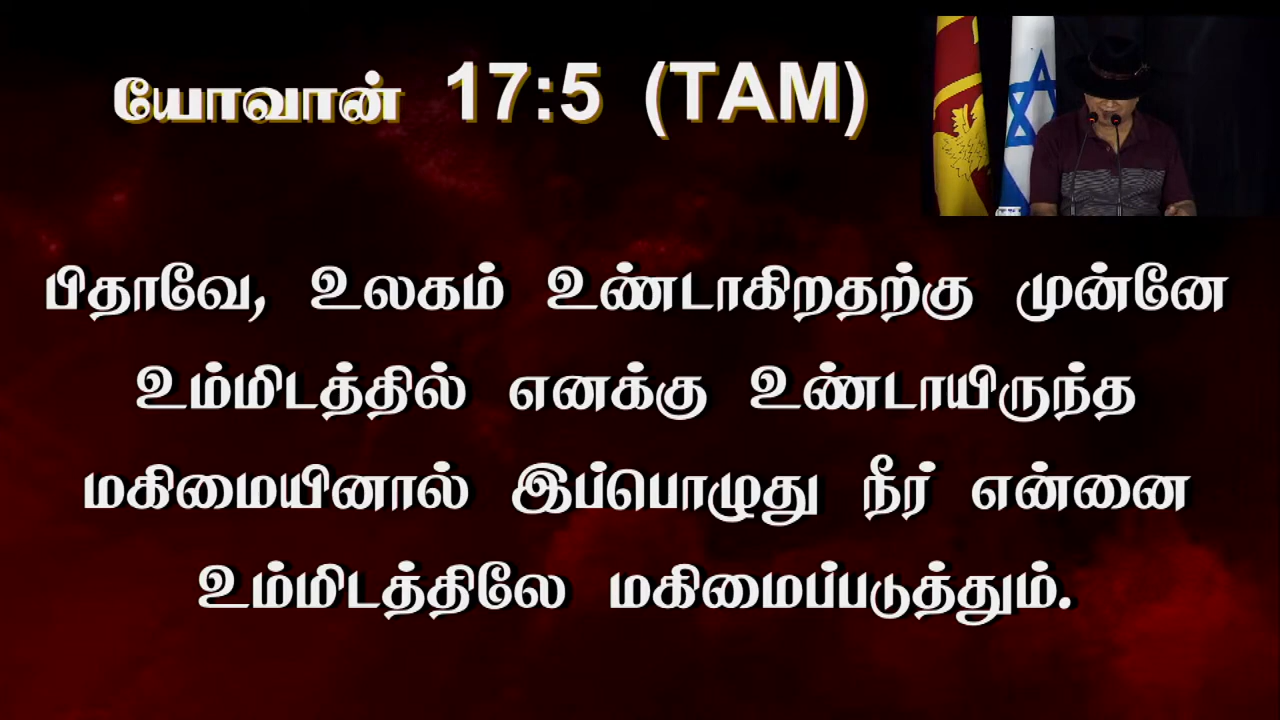 யோவான் 17:5 (TAM)
பிதாவே, உலகம் உண்டாகிறதற்கு முன்னே
உம்மிடத்தில் எனக்கு உண்டாயிருந்த
மகிமையினால் இப்பொழுது நீர் என்னை
உம்மிடத்திலே மகிமைப்படுத்தும்.